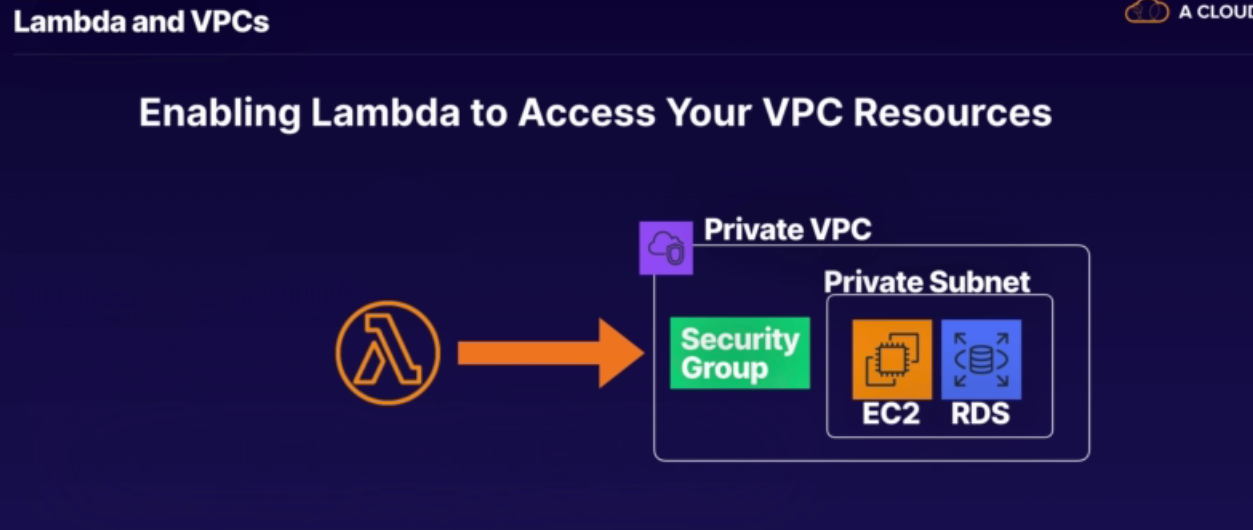 Lambda and VPCs
A CLOUD
Enabling Lambda to Access Your VPC Resources
Private VPC
Private Subnet
Security
Group
EC2
RDS